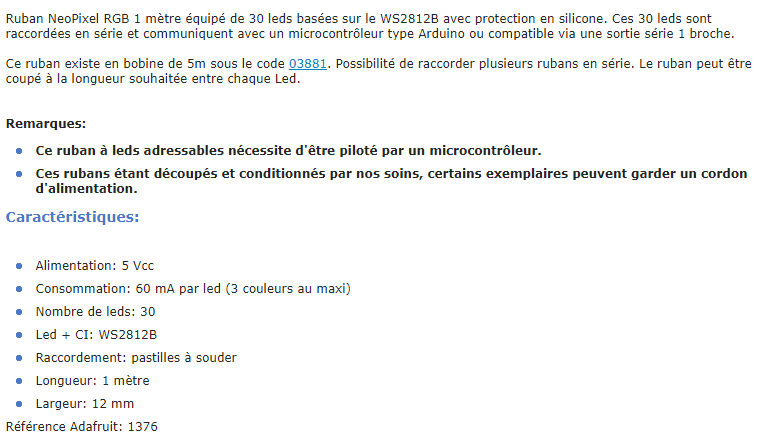 Ruban NeoPixel RGB 1 mètre équipé de 30 leds basées sur le WS2812B avec protection en silicone. Ces 30 leds sont
raccordées en série et communiquent avec un microcontrôleur type Arduino ou compatible via une sortie série 1 broche.
Ce ruban existe en bobine de 5m sous le code 03881. Possibilité de raccorder plusieurs rubans en série. Le ruban peut être
coupé à la longueur souhaitée entre chaque Led.
Remarques:
Ce ruban à leds adressables nécessite d'être piloté par un microcontrôleur.
Ces rubans étant découpés et conditionnés par nos soins, certains exemplaires peuvent garder un cordon
d'alimentation.
Caractéristiques:
Alimentation: 5 Vcc
Consommation: 60 mA par led (3 couleurs au maxi)
Nombre de leds: 30
Led + CI: WS2812B
Raccordement: pastilles à souder
Longueur: 1 mètre
Largeur: 12 mm
Référence Adafruit: 1376